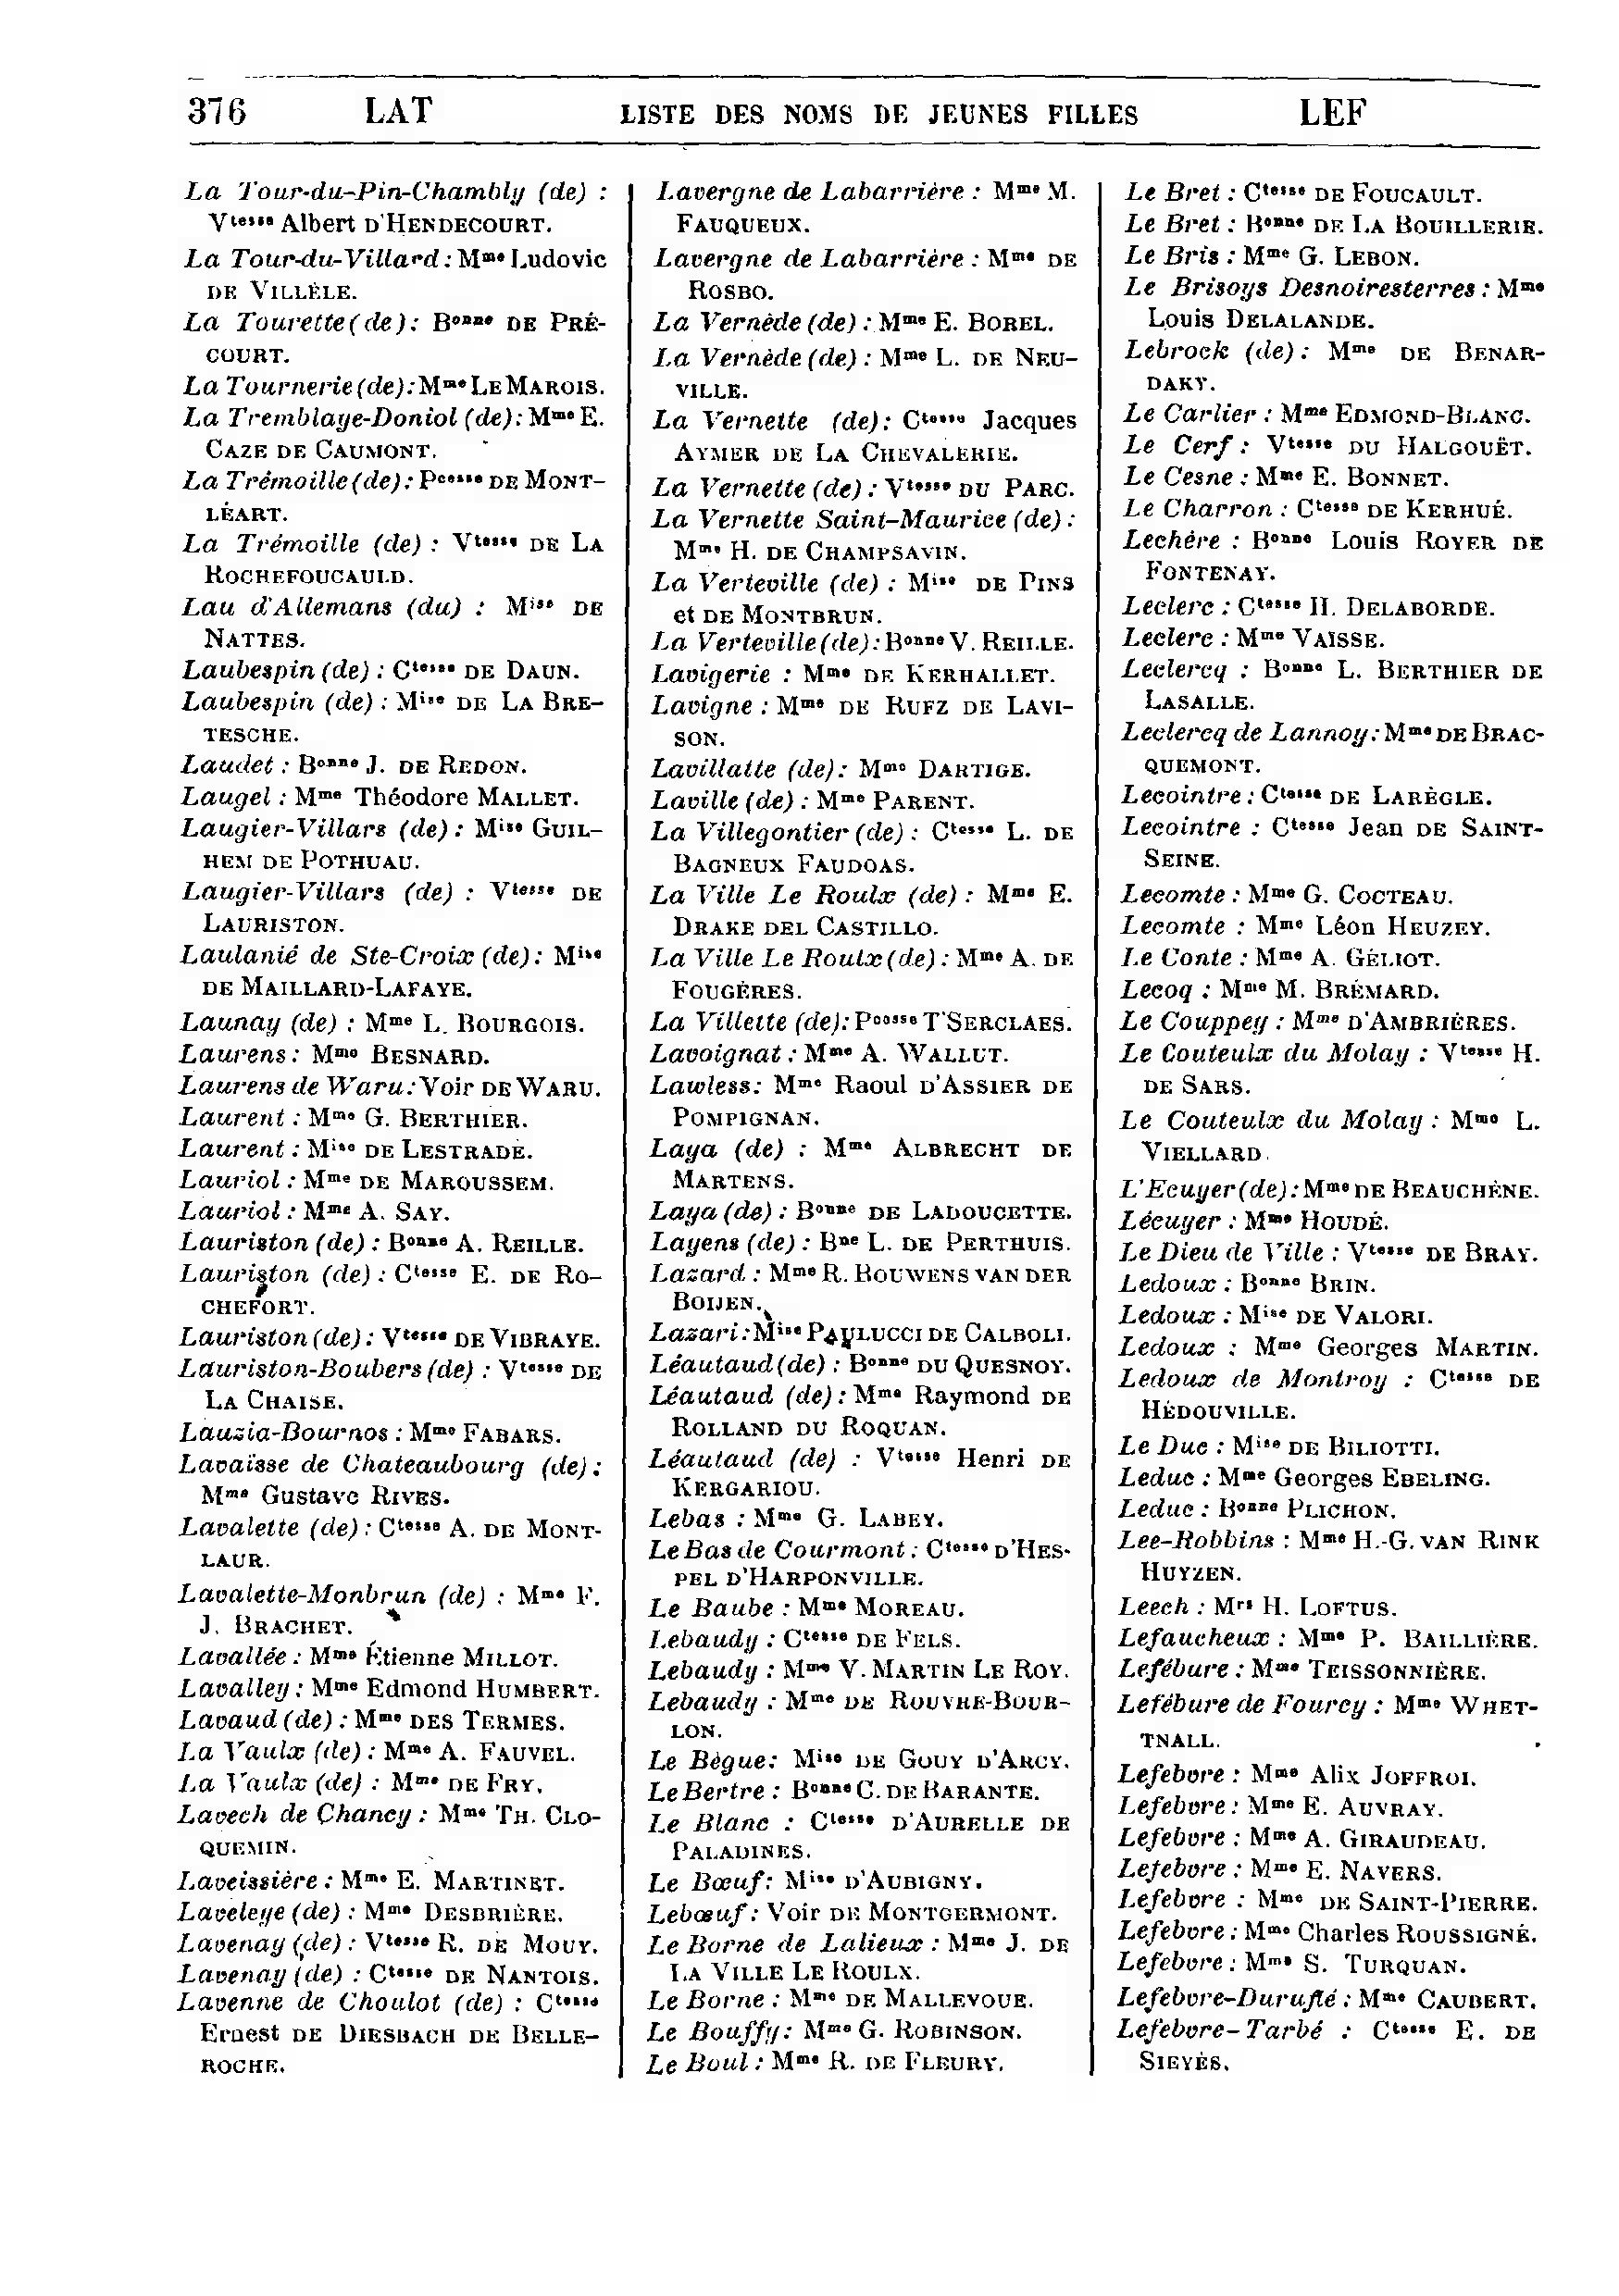 376 LAT LISTE DES NOMS DE JEUNES FILLES LEF
La Tour-du-Pin-Chambly (de) :
Vtesse Albert D'HENDECOURT.
La Tour-du-Villard : Mme Ludovic
DE VILLÈLE.
La Tourette (de) : Bonne DE PRÉ-
COURT.
La Tournerie (de) : Mme LE MAROIS.
La Tremblaye-Doniol (de) : Mme E.
CAZE DE CAUMONT.
La Trémoille (de) : Pcesse DE MONT-
LÉART.
La Trémoille (de) : Vtesse DE LA
ROCHEFOUCAULD.
Lau d'Allemans (du) : Mise DE
NATTES.
Laubespin (de) : Ctesse DE DAUN.
Laubespin (de) : Mise DE LA BRE-
TESCHE.
Laudet : Bonne J. DE REDON.
Laugel : Mme Théodore MALLET.
Laugier-Villars (de) : Mise GUIL-
HEM DE POTHUAU.
Laugier-Villars (de) : Vtesse DE
LAURISTON.
Laulanié de Ste-Croix (de) : Mise
DE MAILLARD-LAFAYE.
Launay (de) : Mme L. BOURGOIS.
Laurens : Mme BESNARD.
Laurens de Waru : Voir DE WARU.
Laurent : Mme G. BERTHIER.
Laurent : Mise DE LESTRADE.
Lauriol : Mme DE MAROUSSEM.
Lauriol : Mme A. SAY.
Lauriston (de) : Bonne A. REILLE.
Lauriston (de) : Ctesse E. DE RO-
CHEFORT.
Lauriston (de) : Vtesse DE VIBRAYE.
Lauriston-Boubers (de) : Vtesse DE
LA CHAISE.
Lauzia-Bournos : Mme FABARS.
Lavaïsse de Chateaubourg (de) :
Mme Gustave RIVES.
Lavalette (de) : Ctesse A. DE MONT-
LAUR.
Lavalette-Monbrun (de) : Mme F.
J. BRACHET.
Lavallée : Mme Étienne MILLOT.
Lavalley : Mme Edmond HUMBERT.
Lavaud (de) : Mme DES TERMES.
La Vaulx (de) : Mme A. FAUVEL.
La Vaulx (de) : Mme DE FRY.
Lavech de Chancy : Mme TH. CLO-
QUEMIN.
Laveissière : Mme E. MARTINET.
Laveleye (de) : Mme DESBRIÈRE.
Lavenay (de) : Vtesse R. DE MOUY.
Lavenay (de) : Ctesse DE NANTOIS.
Lavenne de Choulot (de) : Ctesse
Ernest DE DIESBACH DE BELLE-
ROCHE.
Lavergne de Labarrière : Mme M.
FAUQUEUX.
Lavergne de Labarrière : Mme DE
ROSBO.
La Vernède (de) : Mme E. BOREL.
La Vernède (de) : Mme L. DE NEU-
VILLE.
La Vernette (de) : Ctesse Jacques
AYMER DE LA CHEVALERIE.
La Vernette (de) : Vtesse DU PARC.
La Vernette Saint-Maurice (de) :
Mme H. DE CHAMPSAVIN.
La Verteville (de) : Mise DE PINS
et DE MONTBRUN.
La Verteville (de) : Bonne V. REILLE.
Lavigerie : Mme DE KERHALLET.
Lavigne : Mme DE RUFZ DE LAVI-
SON.
Lavillatte (de) : Mme DARTIGE.
Laville (de) : Mme PARENT.
La Villegontier (de) : Ctesse L. DE
BAGNEUX FAUDOAS.
La Ville Le Roulx (de) : Mme E.
DRAKE DEL CASTILLO.
La Ville Le Roulx (de) : Mme A. DE
FOUGÈRES.
La Villette (de) : Pcesse T'SERCLAES.
Lavoignat : Mme A. WALLUT.
Lawless : Mme Raoul D'ASSIER DE
POMPIGNAN.
Laya (de) : Mme ALBRECHT DE
MARTENS.
Laya (de) : Bonne DE LADOUCETTE.
Layens (de) : Bne L. DE PERTHUIS.
Lazard : Mme R. BOUWENS VAN DER
BOIJEN.
Lazari : Mise PAULUCCI DE CALBOLI.
Léautaud (de) : Bonne DU QUESNOY.
Léautaud (de) : Mme Raymond DE
ROLLAND DU ROQUAN.
Léautaud (de) : Vtesse Henri DE
KERGARIOU.
Lebas : Mme G. LABEY.
Le Bas de Courmont : Ctesse D'HES-
PEL D'HARPONVILLE.
Le Baube : Mme MOREAU.
Lebaudy : Ctesse DE FELS.
Lebaudy : Mme V. MARTIN LE ROY.
Lebaudy : Mme DE ROUVRE-BOUR-
LON.
Le Bègue : Mise DE GOUY D'ARCY.
Le Bertre : Bonne C. DE BARANTE.
Le Blanc : Ctesse D'AURELLE DE
PALADINES.
Le Bœuf : Mise D'AUBIGNY.
Lebœuf : Voir DE MONTGERMONT.
Le Borne de Lalieux : Mme J. DE
LA VILLE LE ROULX.
Le Borne : Mme DE MALLEVOUE.
Le Bouffy : Mme G. ROBINSON.
Le Boul : Mme R. DE FLEURY.
Le Bret : Ctesse DE FOUCAULT.
Le Bret : Bonne DE LA BOUILLERIE.
Le Bris : Mme G. LEBON.
Le Brisoys Desnoiresterres : Mme
Louis DELALANDE.
Lebrock (de) : Mme DE BENAR-
DAKY.
Le Carlier : Mme EDMOND-BLANC.
Le Cerf : Vtesse DU HALGOUËT.
Le Cesne : Mme E. BONNET.
Le Charron : Ctesse DE KERHUÉ.
Lechère : Bonne Louis ROYER DE
FONTENAY.
Leclerc : Ctesse H. DELABORDE.
Leclerc : Mme VAÏSSE.
Leclercq : Bonne L. BERTHIER DE
LASALLE.
Leclercq de Lannoy : Mme DE BRAC-
QUEMONT.
Lecointre : Ctesse DE LARÈGLE.
Lecointre : Ctesse Jean DE SAINT-
SEINE.
Lecomte : Mme G. COCTEAU.
Lecomte : Mme Léon HEUZEY.
Le Conte : Mme A. GÉLIOT.
Lecoq : Mme M. BRÉMARD.
Le Couppey : Mme D'AMBRIÈRES.
Le Couteulx du Molay : Vtesse H.
DE SARS.
Le Couteulx du Molay : Mme L.
VIELLARD.
L'Ecuyer (de) : Mme DE BEAUCHÊNE.
Lécuyer : Mme HOUDÉ.
Le Dieu de Ville : Vtesse DE BRAY.
Ledoux : Bonne BRIN.
Ledoux : Mise DE VALORI.
Ledoux : Mme Georges MARTIN.
Ledoux de Montroy : Ctesse DE
HÉDOUVILLE.
Le Duc : Mise DE BILIOTTI.
Leduc : Mme Georges EBELING.
Leduc : Bonne PLICHON.
Lee-Robbins : Mme H.-G. VAN RINK
HUYZEN.
Leech : Mrs H. LOFTUS.
Lefaucheux : Mme P. BAILLIÈRE.
Lefébure : Mme TEISSONNIÈRE.
Lefébure de Fourcy : Mme WHET-
TNALL.
Lefebvre : Mme Alix JOFFROI.
Lefebvre : Mme E. AUVRAY.
Lefebvre : Mme A. GIRAUDEAU.
Lefebvre : Mme E. NAVERS.
Lefebvre : Mme DE SAINT-PIERRE.
Lefebvre : Mme Charles ROUSSIGNÉ.
Lefebvre : Mme S. TURQUAN.
Lefebvre-Duruflé : Mme CAUBERT.
Lefebvre-Tarbé : Ctesse E. DE
SIEYÈS.